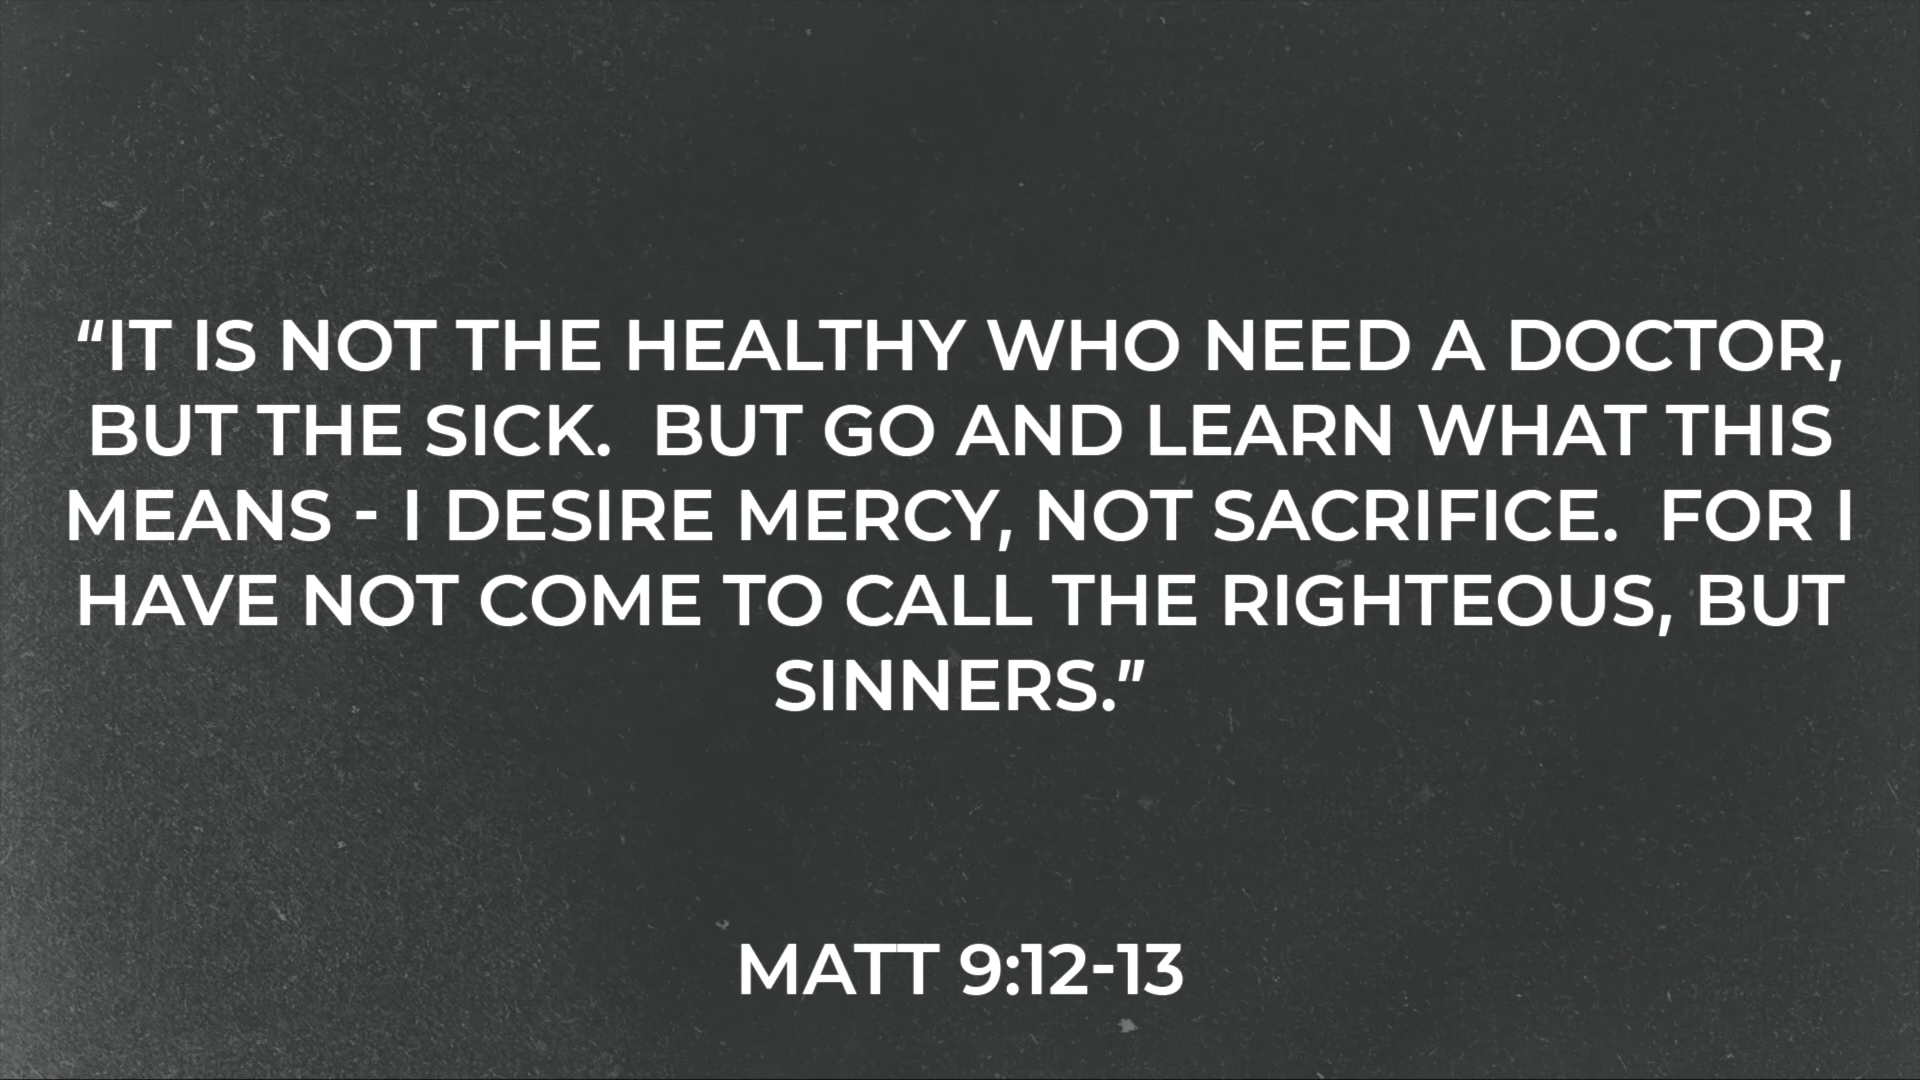 “IT IS NOT THE HEALTHY WHO NEED A DOCTOR,
BUT THE SICK.  BUT GO AND LEARN WHAT THIS
MEANS - I DESIRE MERCY, NOT SACRIFICE.  FOR I
HAVE NOT COME TO CALL THE RIGHTEOUS, BUT
SINNERS.”
MATT 9:12-13